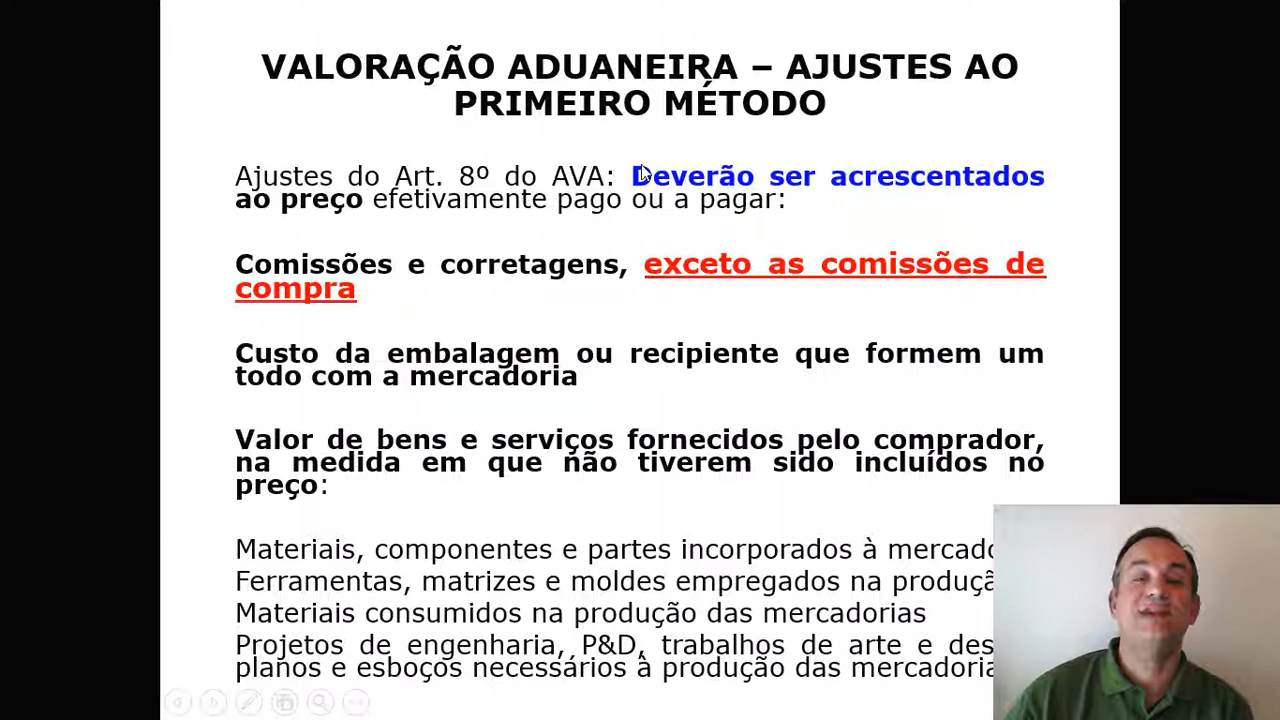 VALORAÇÃO ADUANEIRA – AJUSTES AO
PRIMEIRO MÉTODO
Ajustes do Art. 8º do AVA: Deverão ser acrescentados
ao preço efetivamente pago ou a pagar:
Comissões e corretagens, exceto as comissões de
compra
Custo da embalagem ou recipiente que formem um
todo com a mercadoria
Valor de bens e serviços fornecidos pelo comprador,
na medida em que não tiverem sido incluídos no
preço:
Materiais, componentes e partes incorporados à
Ferramentas, matrizes e moldes empregados na
Materiais consumidos na produção das mercadorias
Projetos de engenharia, P&D, trabalhos de arte e
planos e esboços necessários à produção das